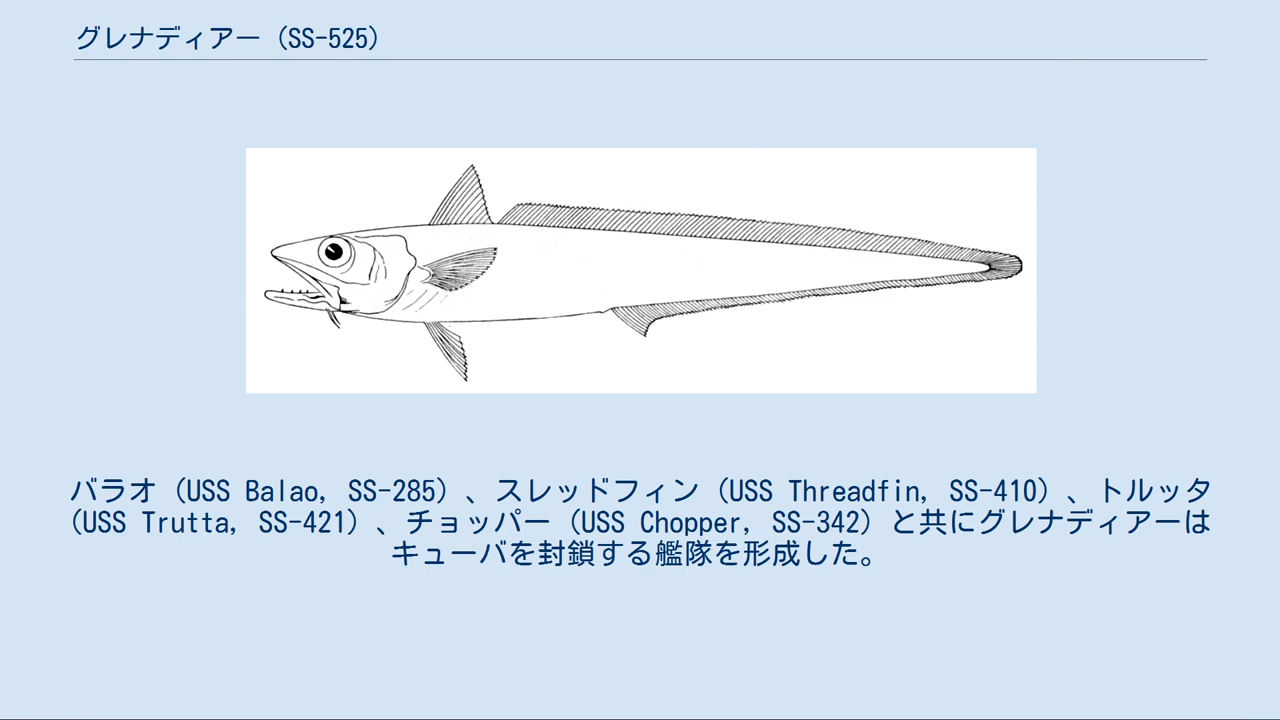 グレナディアー（SS-525）
バラオ（USS Balao, SS-285）、スレッドフィン（USS Threadfin, SS-410）、トルッタ
（USS Trutta, SS-421）、チョッパー（USS Chopper, SS-342）と共にグレナディアーは
キューバを封鎖する艦隊を形成した。